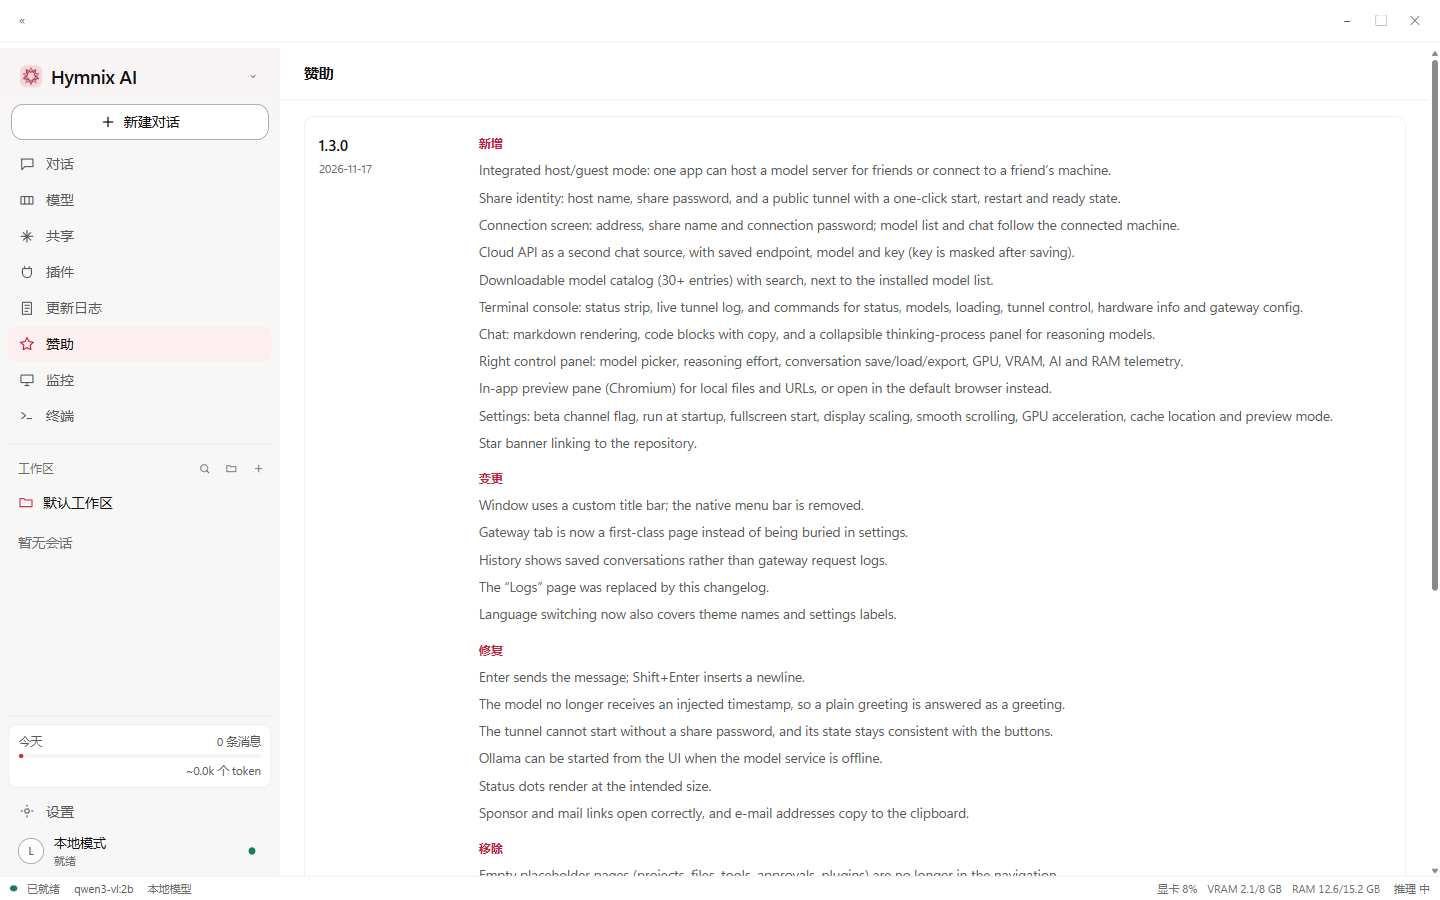 «
Hymnix AI
新建对话
对话
模型
共享
插件
更新日志
赞助
监控
终端
工作区
默认工作区
暂无会话
今天
0 条消息
~0.0k 个 token
设置
L
本地模式
就绪
赞助
1.3.0
2026-11-17
新增
Integrated host/guest mode: one app can host a model server for friends or connect to a friend’s machine.
Share identity: host name, share password, and a public tunnel with a one-click start, restart and ready state.
Connection screen: address, share name and connection password; model list and chat follow the connected machine.
Cloud API as a second chat source, with saved endpoint, model and key (key is masked after saving).
Downloadable model catalog (30+ entries) with search, next to the installed model list.
Terminal console: status strip, live tunnel log, and commands for status, models, loading, tunnel control, hardware info and gateway config.
Chat: markdown rendering, code blocks with copy, and a collapsible thinking-process panel for reasoning models.
Right control panel: model picker, reasoning effort, conversation save/load/export, GPU, VRAM, AI and RAM telemetry.
In-app preview pane (Chromium) for local files and URLs, or open in the default browser instead.
Settings: beta channel flag, run at startup, fullscreen start, display scaling, smooth scrolling, GPU acceleration, cache location and preview mode.
Star banner linking to the repository.
变更
Window uses a custom title bar; the native menu bar is removed.
Gateway tab is now a first-class page instead of being buried in settings.
History shows saved conversations rather than gateway request logs.
The “Logs” page was replaced by this changelog.
Language switching now also covers theme names and settings labels.
修复
Enter sends the message; Shift+Enter inserts a newline.
The model no longer receives an injected timestamp, so a plain greeting is answered as a greeting.
The tunnel cannot start without a share password, and its state stays consistent with the buttons.
Ollama can be started from the UI when the model service is offline.
Status dots render at the intended size.
Sponsor and mail links open correctly, and e-mail addresses copy to the clipboard.
移除
Empty placeholder pages (projects, files, tools, approvals, plugins) are no longer in the navigation.
已就绪 qwen3-vl:2b 本地模型
显卡 8% VRAM 2.1/8 GB RAM 12.6/15.2 GB 推理 中